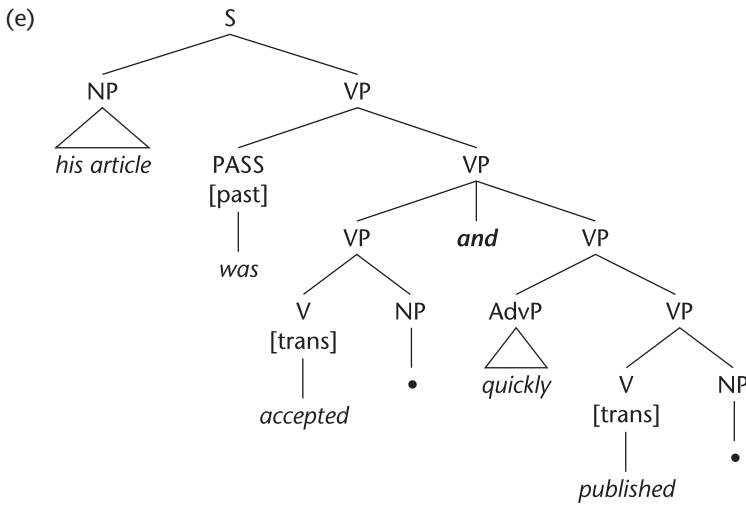 (e)
S
NP VP
his article PASS VP
[past]
VP and VP
was
V NP AdvP VP
[trans]
• quickly V NP
accepted [trans]
•
published